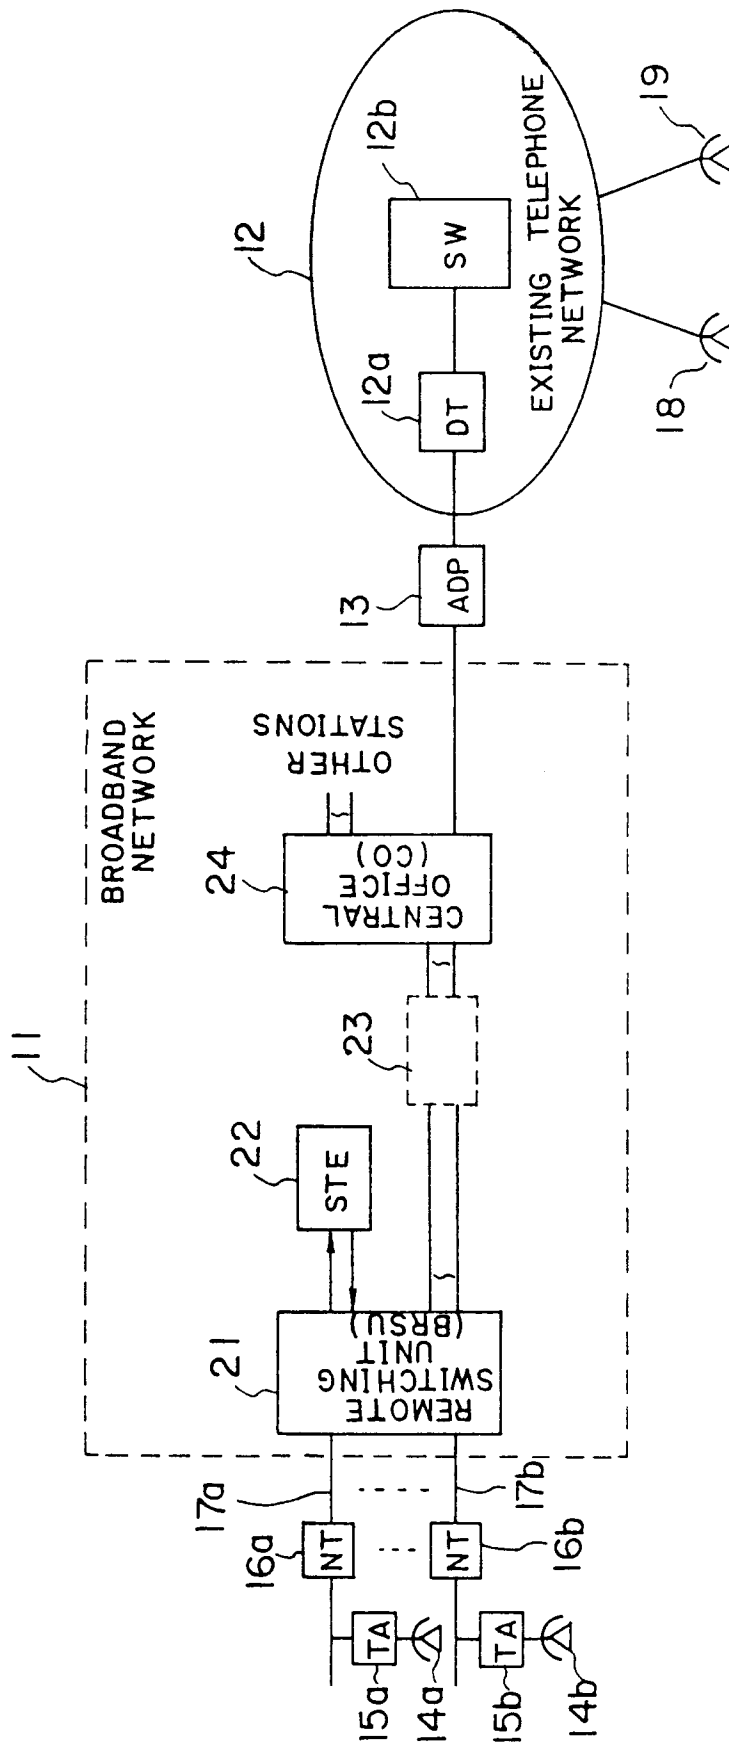 11
BROADBAND
NETWORK
12
12b
SW
12a
DT
EXISTING TELEPHONE
NETWORK
19
18
13
ADP
OTHER
STATIONS
24
CENTRAL
OFFICE
(CO)
23
22
STE
21
REMOTE
SWITCHING
UNIT
(BRSU)
17a
17b
16a
NT
NT
16b
15a
TA
14a
15b
TA
14b